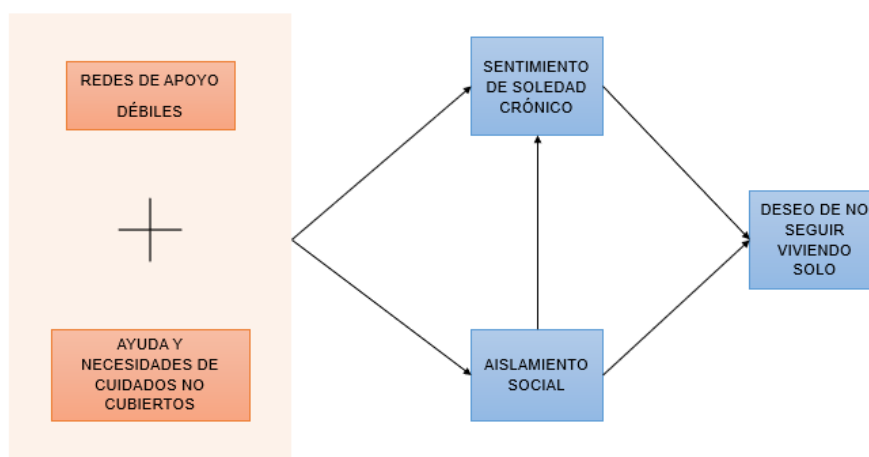 REDES DE APOYO
DÉBILES
AYUDA Y
NECESIDADES DE
CUIDADOS NO
CUBIERTOS
SENTIMIENTO
DE SOLEDAD
CRÓNICO
AISLAMIENTO
SOCIAL
DESEO DE NO
SEGUIR
VIVIENDO
SOLO